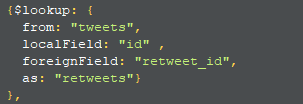 {$lookup: {
from: "tweets",
localField: "id" ,
foreignField: "retweet_id",
as: "retweets"}
},